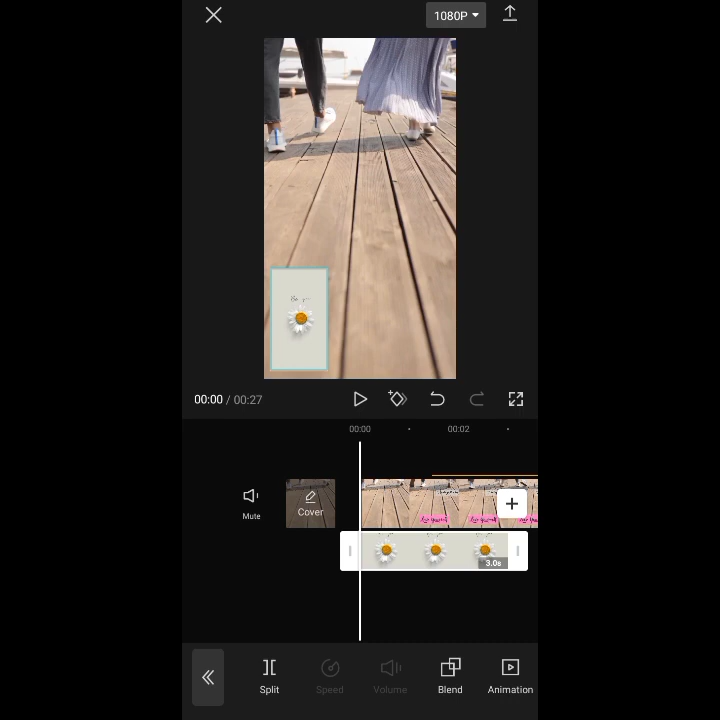 1080P
00:00 / 00:27
00:00
00:02
Mute
Cover
3.0s
Split
Speed
Volume
Blend
Animation